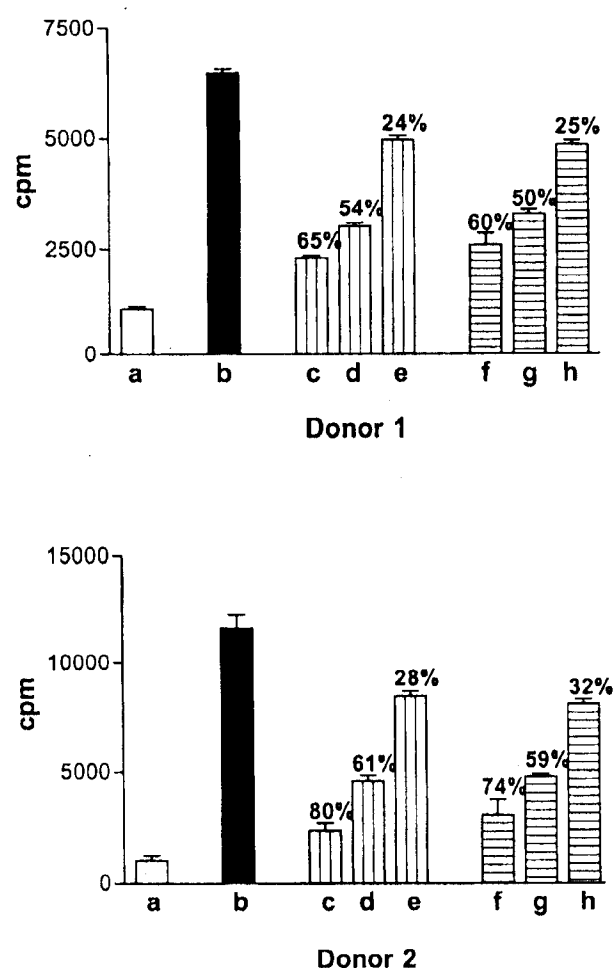 7500
cpm
5000
2500
0
65% 54% 24% 60% 50% 25%
a b c d e f g h
Donor 1
15000
cpm
10000
5000
0
80% 61% 28% 74% 59% 32%
a b c d e f g h
Donor 2